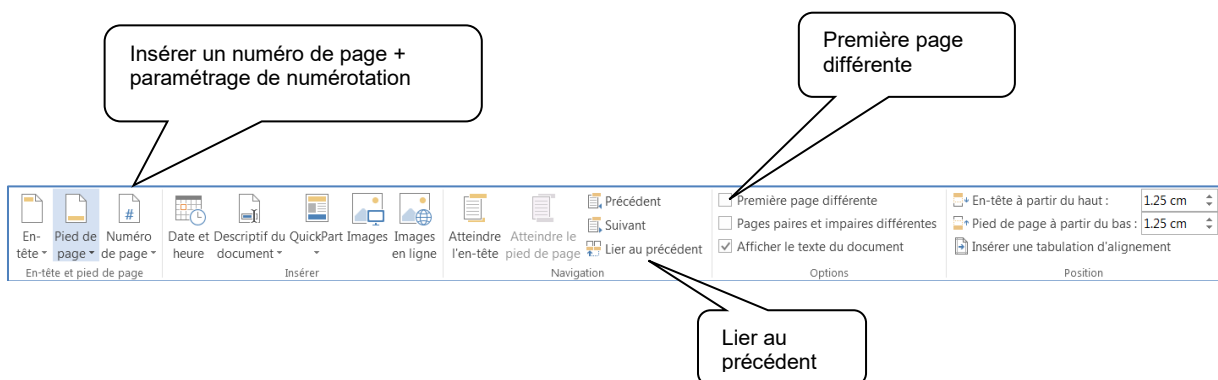 Insérer un numéro de page +
paramétrage de numérotation
Première page
différente
En-
tête
Pied de
page
Numéro
de page
En-tête et pied de page
Date et
heure
Descriptif du
document
QuickPart
Images
Images
en ligne
Insérer
Atteindre
l'en-tête
Atteindre le
pied de page
Précédent
Suivant
Lier au précédent
Navigation
Première page différente
Pages paires et impaires différentes
Afficher le texte du document
Options
En-tête à partir du haut : 1.25 cm
Pied de page à partir du bas : 1.25 cm
Insérer une tabulation d'alignement
Position
Lier au
précédent